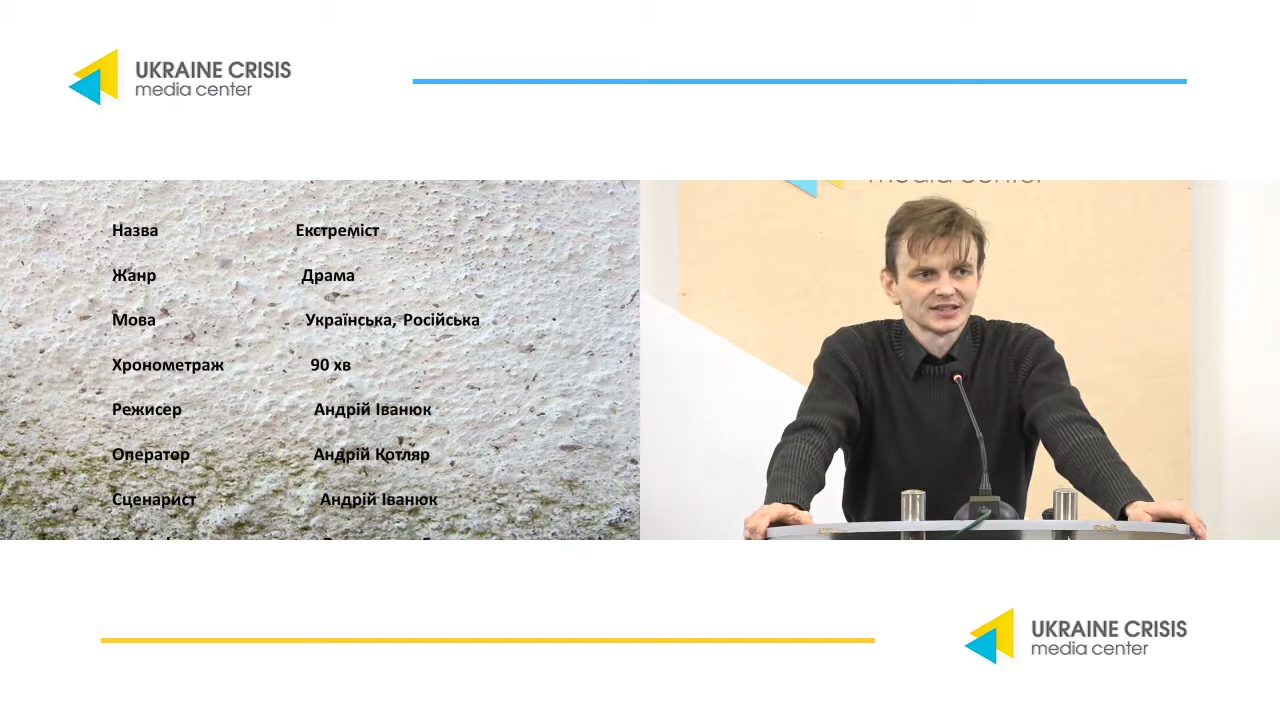 UKRAINE CRISIS
media center
media center
Назва Екстреміст
Жанр Драма
Мова Українська, Російська
Хронометраж 90 хв
Режисер Андрій Іванюк
Оператор Андрій Котляр
Сценарист Андрій Іванюк
UKRAINE CRISIS
media center